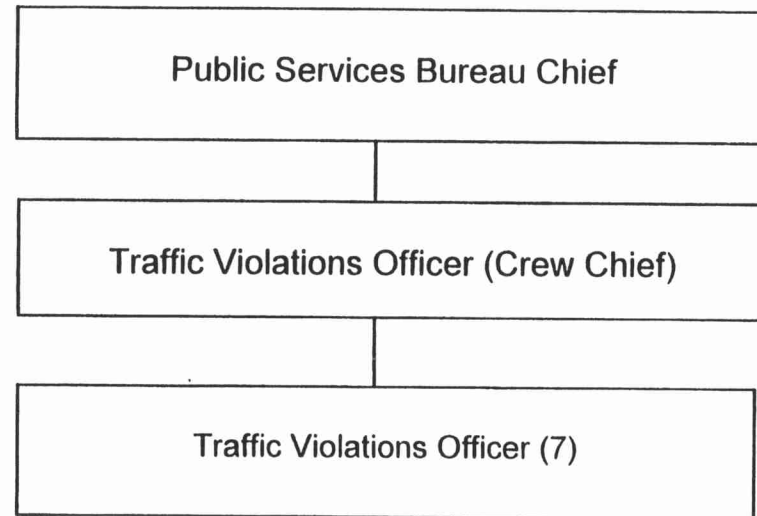 Public Services Bureau Chief
Traffic Violations Officer (Crew Chief)
Traffic Violations Officer (7)